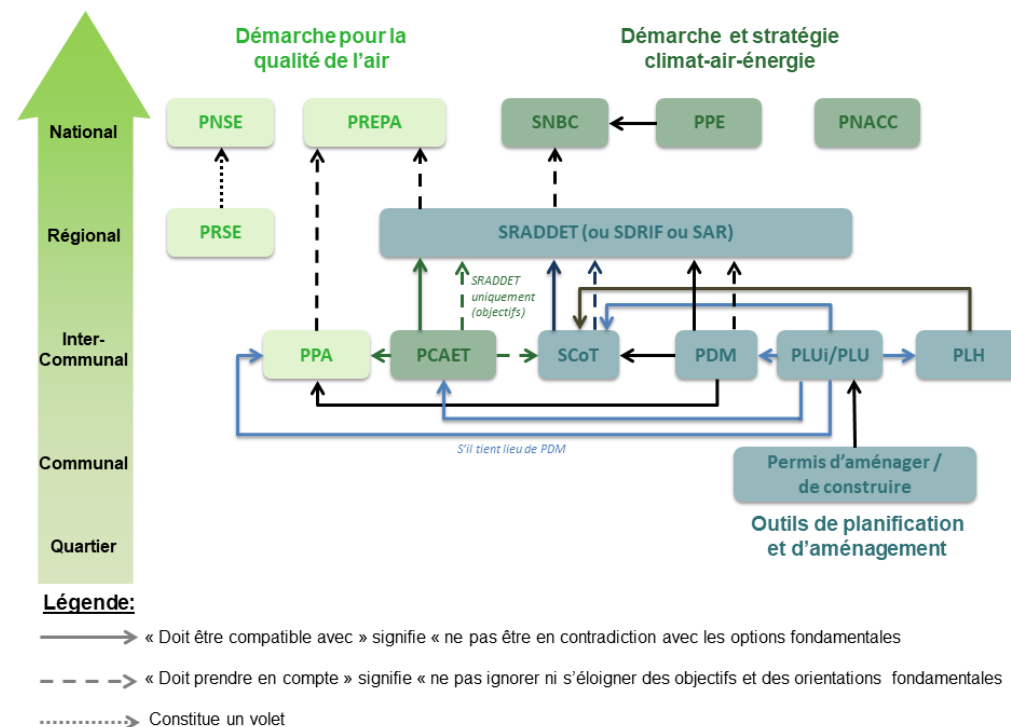 Démarche pour la
qualité de l'air
Démarche et stratégie
climat-air-énergie
National
PNSE
PREPA
SNBC
PPE
PNACC
Régional
PRSE
SRADDET (ou SDRIF ou SAR)
SRADDET
uniquement
(objectifs)
Inter-
Communal
PPA
PCAET
SCoT
PDM
PLUi/PLU
PLH
S'il tient lieu de PDM
Communal
Permis d'aménager /
de construire
Quartier
Outils de planification
et d'aménagement
Légende:
« Doit être compatible avec » signifie « ne pas être en contradiction avec les options fondamentales
« Doit prendre en compte » signifie « ne pas ignorer ni s'éloigner des objectifs et des orientations fondamentales
Constitue un volet